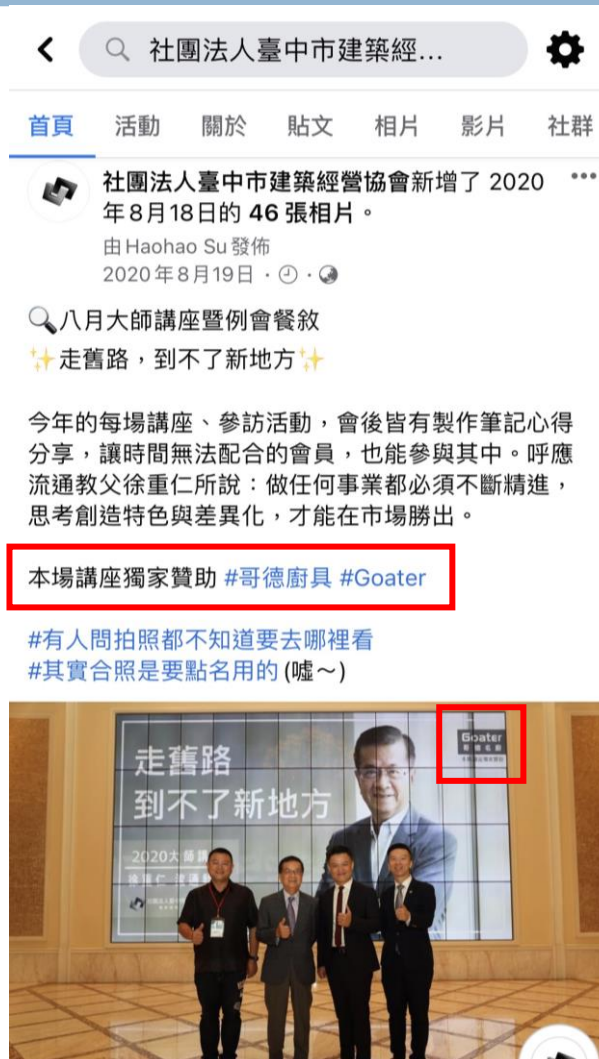 社團法人臺中市建築經...
首頁 活動 關於 貼文 相片 影片 社群
社團法人臺中市建築經營協會新增了 2020
年8月18日的 46 張相片。
由 Haohao Su 發佈
2020年8月19日
八月大師講座暨例會餐敘
走舊路，到不了新地方
今年的每場講座、參訪活動，會後皆有製作筆記心得
分享，讓時間無法配合的會員，也能參與其中。呼應
流通教父徐重仁所說：做任何事業都必須不斷精進，
思考創造特色與差異化，才能在市場勝出。
本場講座獨家贊助 #哥德廚具 #Goater
#有人問拍照都不知道要去哪裡看
#其實合照是要點名用的 (噓～)
Goater
走舊路
到不了新地方
2020大師講